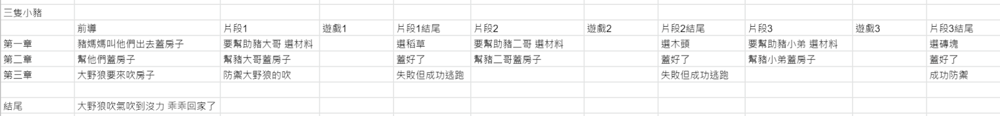 三隻小豬
前導 片段1 遊戲1 片段1結尾 片段2 遊戲2 片段2結尾 片段3 遊戲3 片段3結尾
第一章 豬媽媽叫他們出去蓋房子 要幫助豬大哥 選材料 選稻草 要幫助豬二哥 選材料 選木頭 要幫助豬小弟 選材料 選磚塊
第二章 幫他們蓋房子 幫豬大哥蓋房子 蓋好了 幫豬二哥蓋房子 蓋好了 幫豬小弟蓋房子 蓋好了
第三章 大野狼要來吹房子 防禦大野狼的吹 失敗但成功逃跑 失敗但成功逃跑 成功防禦
結尾 大野狼吹氣吹到沒力 乖乖回家了